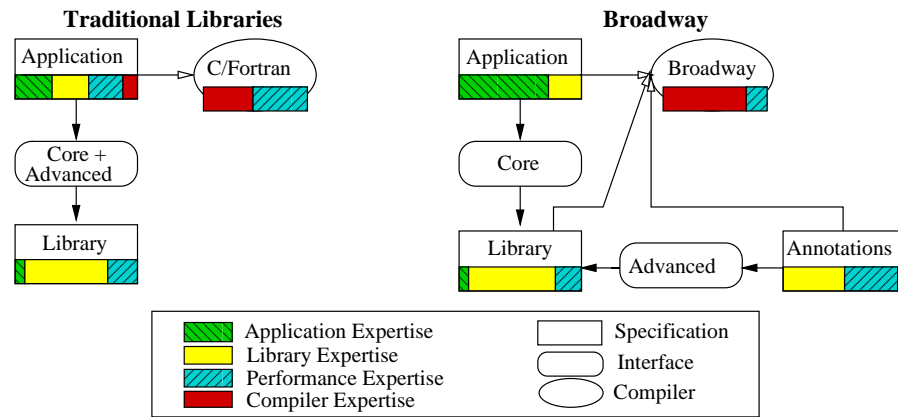 Traditional Libraries
Broadway
Application
C/Fortran
Core +
Advanced
Library
Application
Broadway
Core
Library
Advanced
Annotations
Application Expertise
Library Expertise
Performance Expertise
Compiler Expertise
Specification
Interface
Compiler